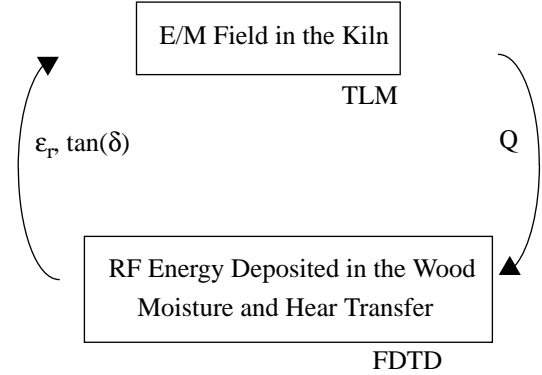 E/M Field in the Kiln
TLM
εr, tan(δ)
Q
RF Energy Deposited in the Wood
Moisture and Hear Transfer
FDTD